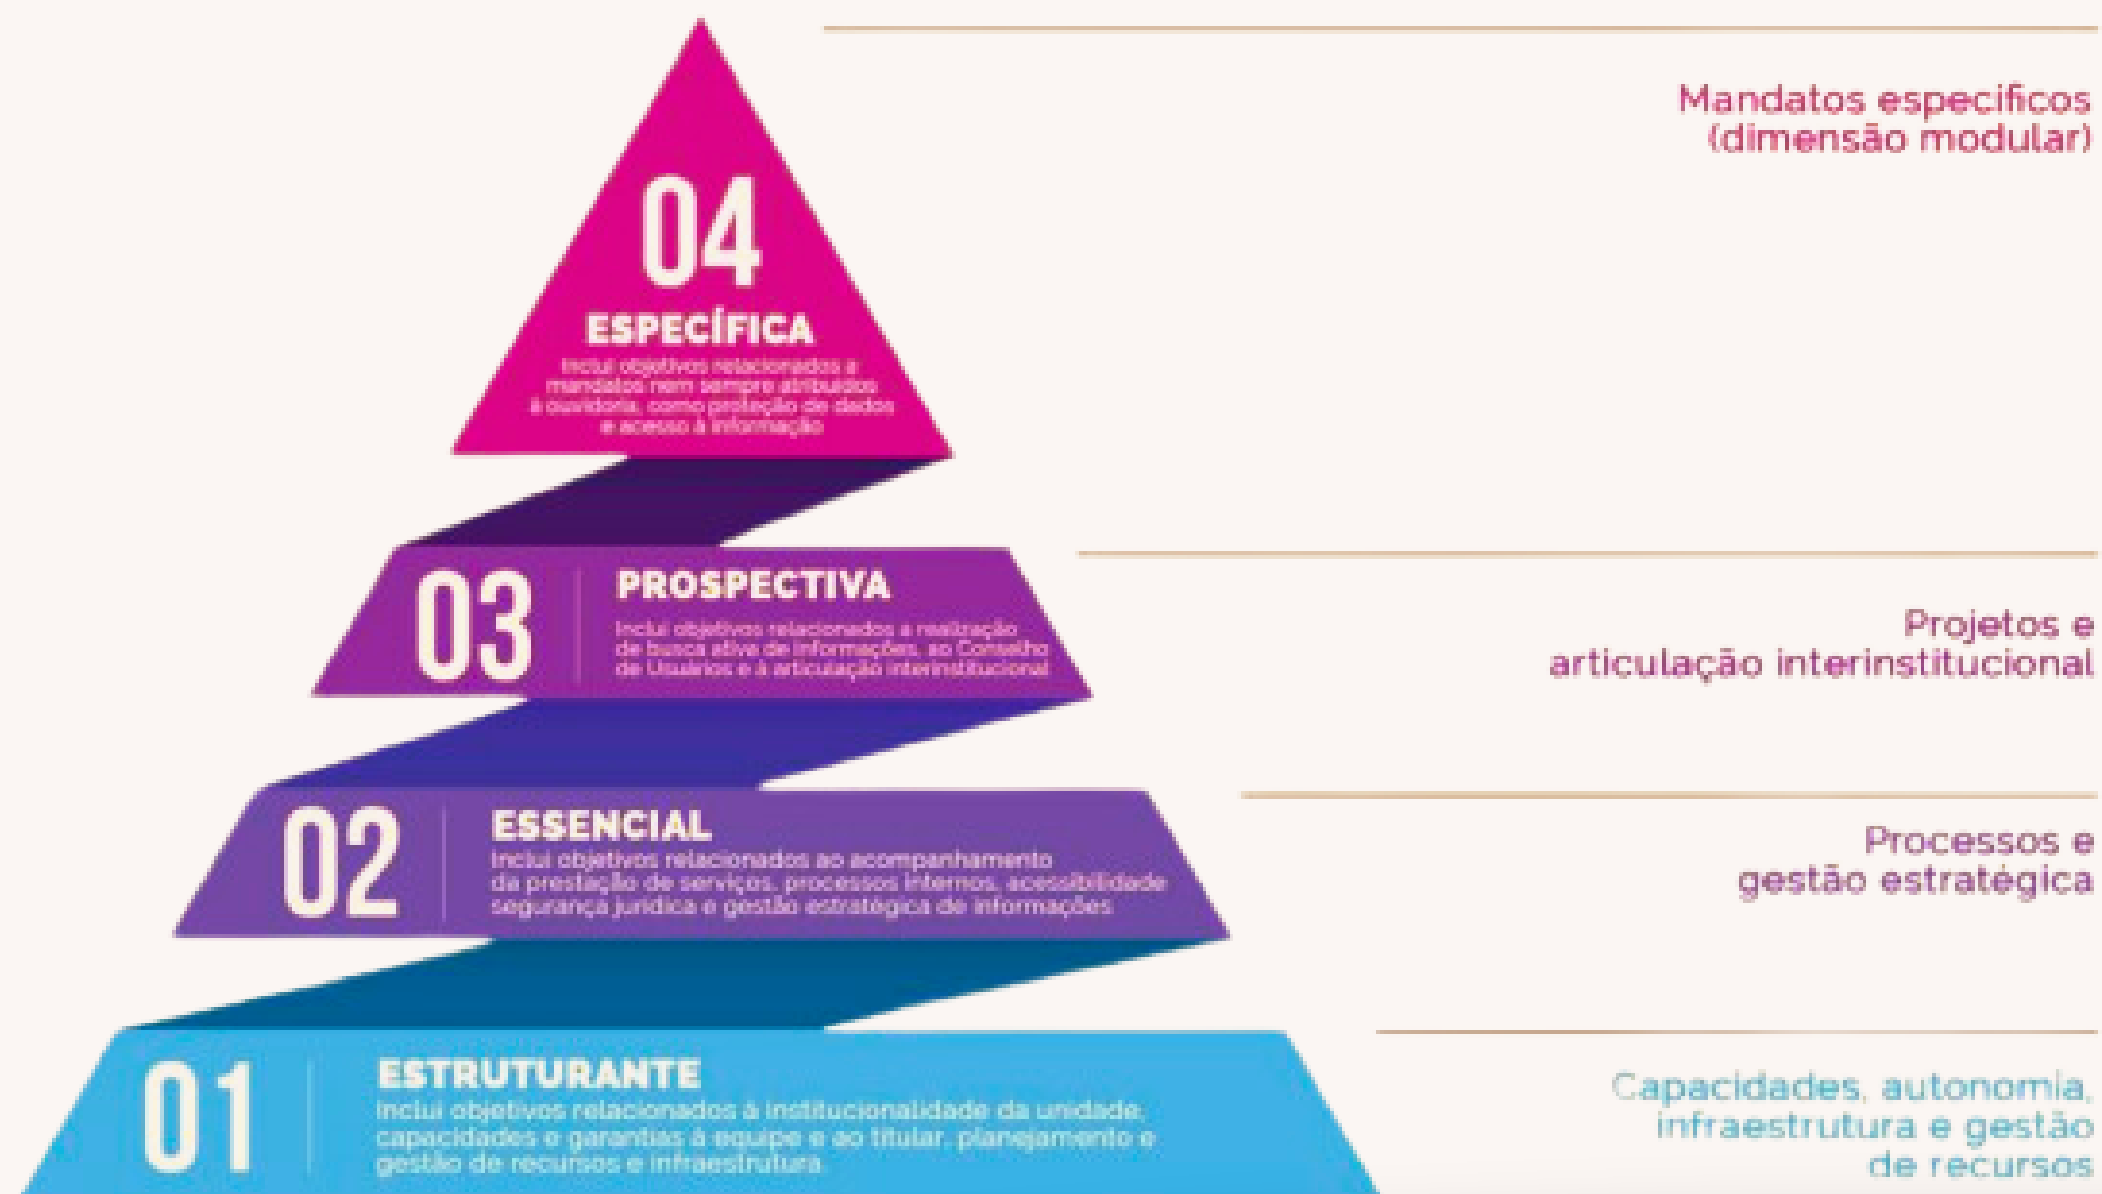 Mandatos específicos
(dimensão modular)
04
ESPECÍFICA
Inclui objetivos relacionados a
mandatos nem sempre atribuídos
à ouvidoria, como proteção de dados
e acesso à informação
03
PROSPECTIVA
Inclui objetivos relacionados a realização
de busca ativa de informações, ao Conselho
de Usuários e à articulação interinstitucional
Projetos e
articulação interinstitucional
02
ESSENCIAL
Inclui objetivos relacionados ao acompanhamento
da prestação de serviços, processos internos, acessibilidade
segurança jurídica e gestão estratégica de informações
Processos e
gestão estratégica
01
ESTRUTURANTE
Inclui objetivos relacionados à institucionalidade da unidade,
capacidades e garantias à equipe e ao titular, planejamento e
gestão de recursos e infraestrutura
Capacidades, autonomia,
infraestrutura e gestão
de recursos